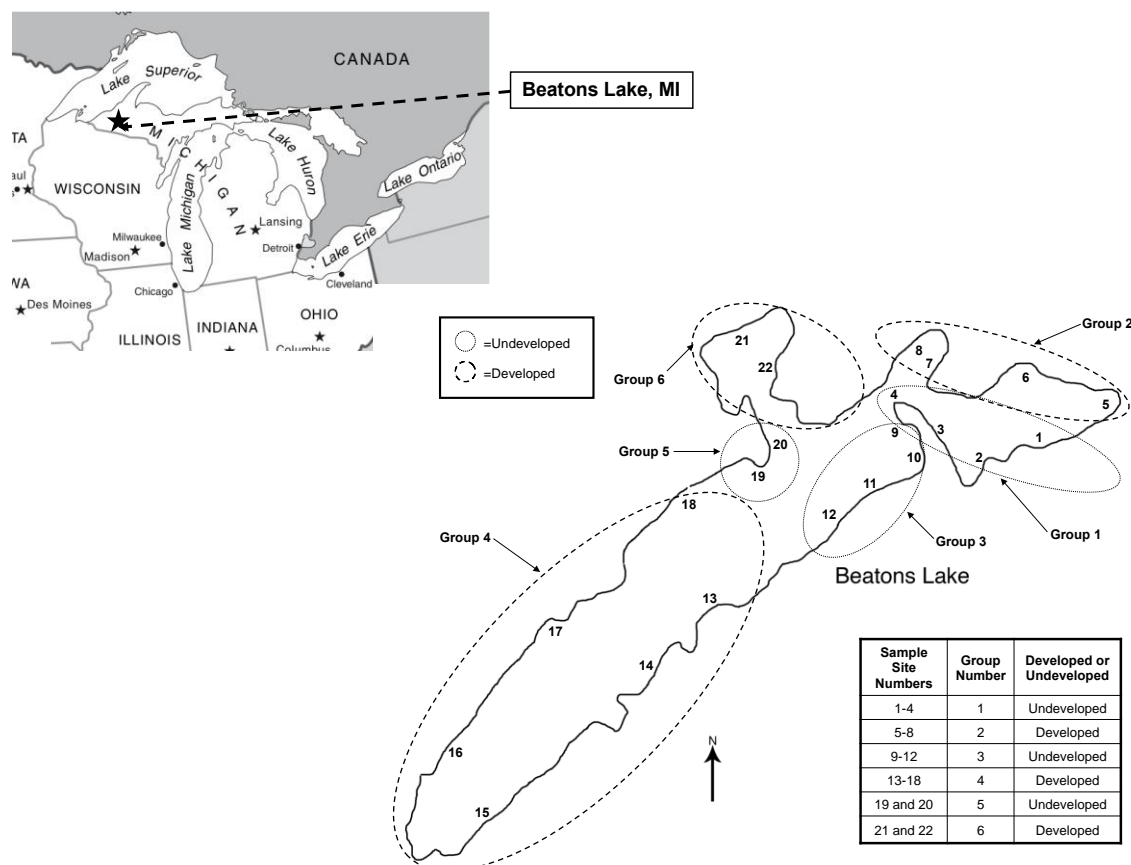 CANADA
Lake Superior
Beatons Lake, MI
MICHIGAN
Lake Huron
Lake Ontario
TA
aul
WISCONSIN
Lake Michigan
Lansing
Milwaukee
Madison
Detroit
Lake Erie
WA
Des Moines
Chicago
Cleveland
ILLINOIS
INDIANA
OHIO
Columbus
=Undeveloped
=Developed
Group 2
Group 6
21
22
8
7
6
5
4
3
1
2
9
10
11
12
Group 5
20
19
18
Group 4
Group 3
Group 1
Beatons Lake
13
17
14
16
15
N
Sample Site Numbers Group Number Developed or Undeveloped
1-4 1 Undeveloped
5-8 2 Developed
9-12 3 Undeveloped
13-18 4 Developed
19 and 20 5 Undeveloped
21 and 22 6 Developed